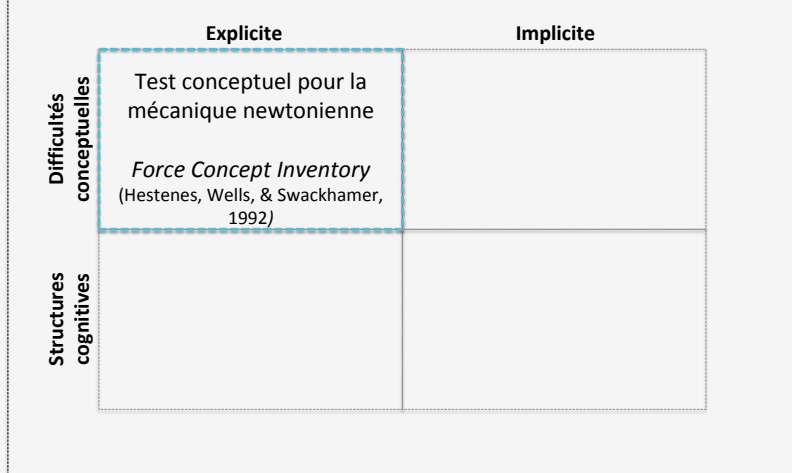 Explicite
Implicite
Difficultés
conceptuelles
Test conceptuel pour la
mécanique newtonienne
Force Concept Inventory
(Hestenes, Wells, & Swackhamer,
1992)
Structures
cognitives